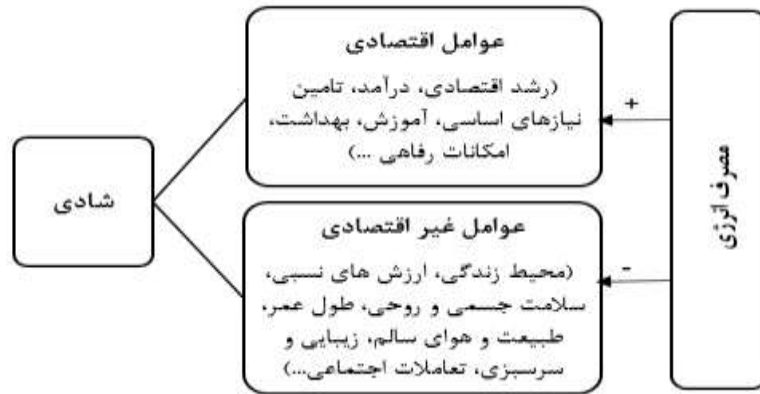 مصرف انرژی
+
-
عوامل اقتصادی
(رشد اقتصادی، درآمد، تامین
نیازهای اساسی، آموزش، بهداشت،
امکانات رفاهی ...)
عوامل غیر اقتصادی
(محیط زندگی، ارزش های نسبی،
سلامت جسمی و روحی، طول عمر،
طبیعت و هوای سالم، زیبایی و
سرسبزی، تعاملات اجتماعی...)
شادی